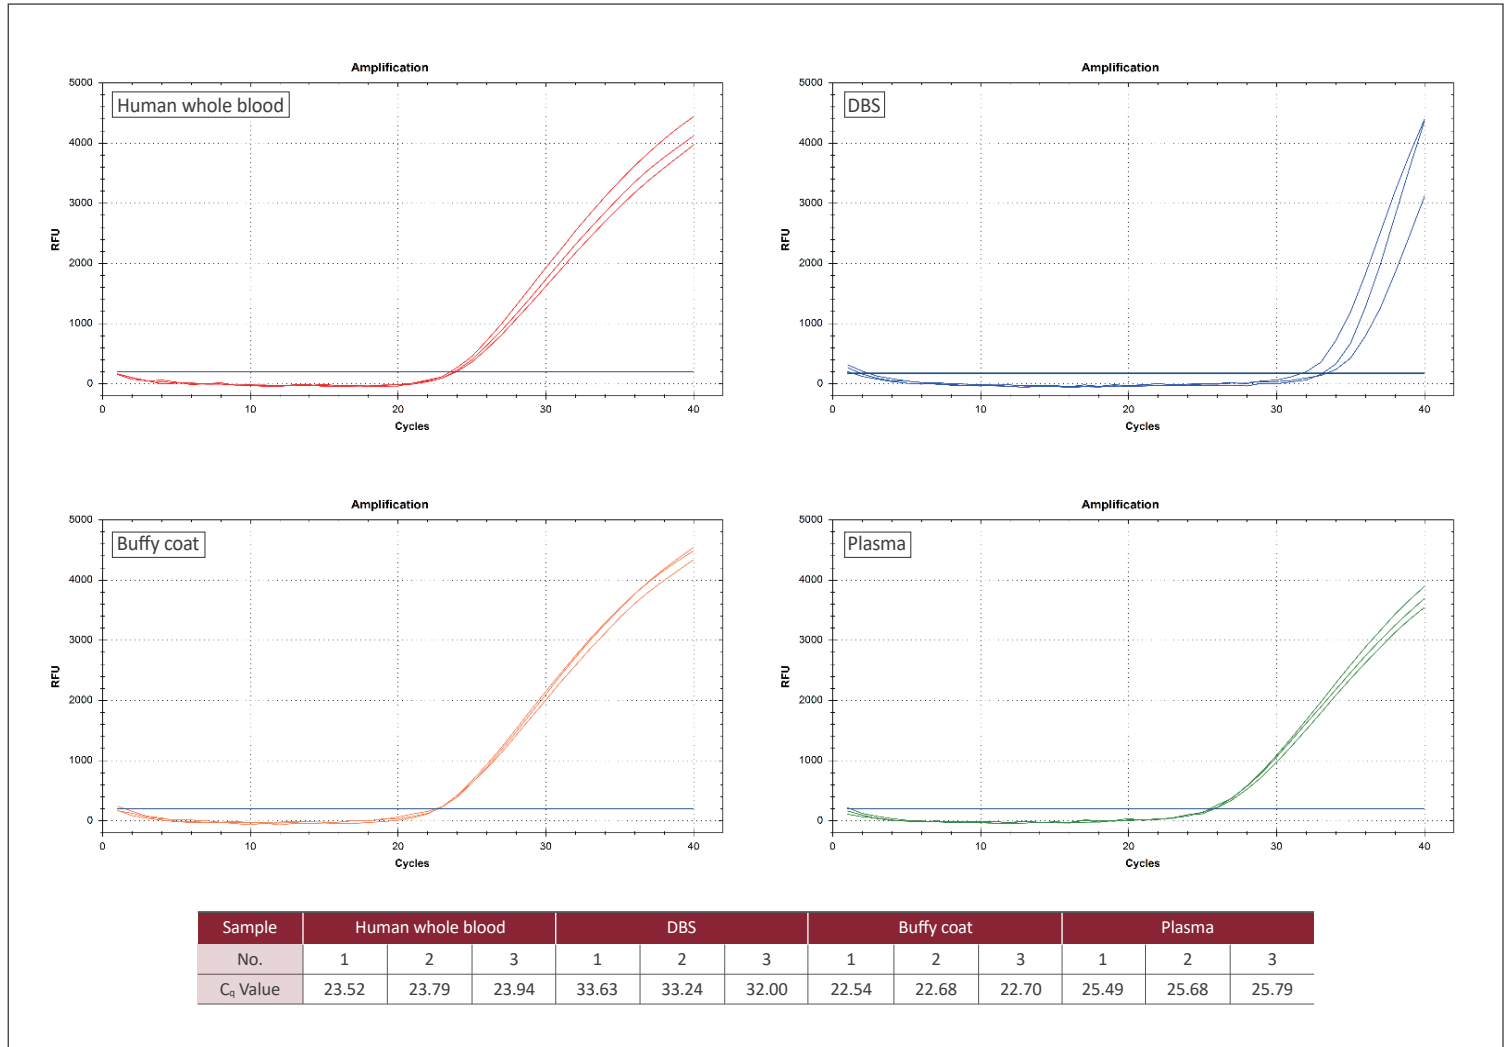 Amplification
Human whole blood
5000
4000
3000
2000
1000
0
RFU
0 10 20 30 40
Cycles
Amplification
DBS
5000
4000
3000
2000
1000
0
RFU
0 10 20 30 40
Cycles
Amplification
Buffy coat
5000
4000
3000
2000
1000
0
RFU
0 10 20 30 40
Cycles
Amplification
Plasma
5000
4000
3000
2000
1000
0
RFU
0 10 20 30 40
Cycles
Sample Human whole blood DBS Buffy coat Plasma
No. 1 2 3 1 2 3 1 2 3 1 2 3
Cq Value 23.52 23.79 23.94 33.63 33.24 32.00 22.54 22.68 22.70 25.49 25.68 25.79